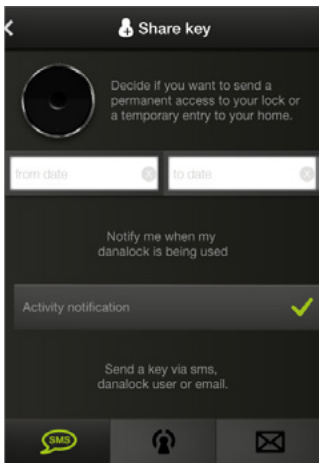 Share key
Decide if you want to send a
permanent access to your lock or
a temporary entry to your home.
from date
to date
Notify me when my
danalock is being used
Activity notification
Send a key via sms,
danalock user or email.
SMS